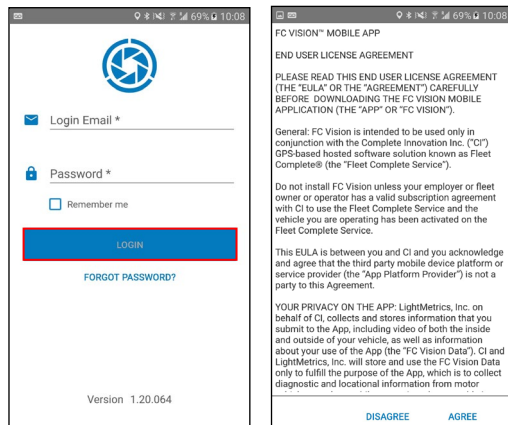 69% 10:08
Login Email *
Password *
Remember me
LOGIN
FORGOT PASSWORD?
Version 1.20.064
69% 10:08
FC VISION™ MOBILE APP
END USER LICENSE AGREEMENT
PLEASE READ THIS END USER LICENSE AGREEMENT
(THE "EULA" OR THE "AGREEMENT") CAREFULLY
BEFORE DOWNLOADING THE FC VISION MOBILE
APPLICATION (THE "APP" OR "FC VISION").
General: FC Vision is intended to be used only in
conjunction with the Complete Innovation Inc. ("CI")
GPS-based hosted software solution known as Fleet
Complete® (the "Fleet Complete Service").
Do not install FC Vision unless your employer or fleet
owner or operator has a valid subscription agreement
with CI to use the Fleet Complete Service and the
vehicle you are operating has been activated on the
Fleet Complete Service.
This EULA is between you and CI and you acknowledge
and agree that the third party mobile device platform or
service provider (the "App Platform Provider") is not a
party to this Agreement.
YOUR PRIVACY ON THE APP: LightMetrics, Inc. on
behalf of CI, collects and stores information that you
submit to the App, including video of both the inside
and outside of your vehicle, as well as information
about your use of the App (the "FC Vision Data"). CI and
LightMetrics, Inc. will store and use the FC Vision Data
only to fulfill the purpose of the App, which is to collect
diagnostic and locational information from motor
DISAGREE AGREE